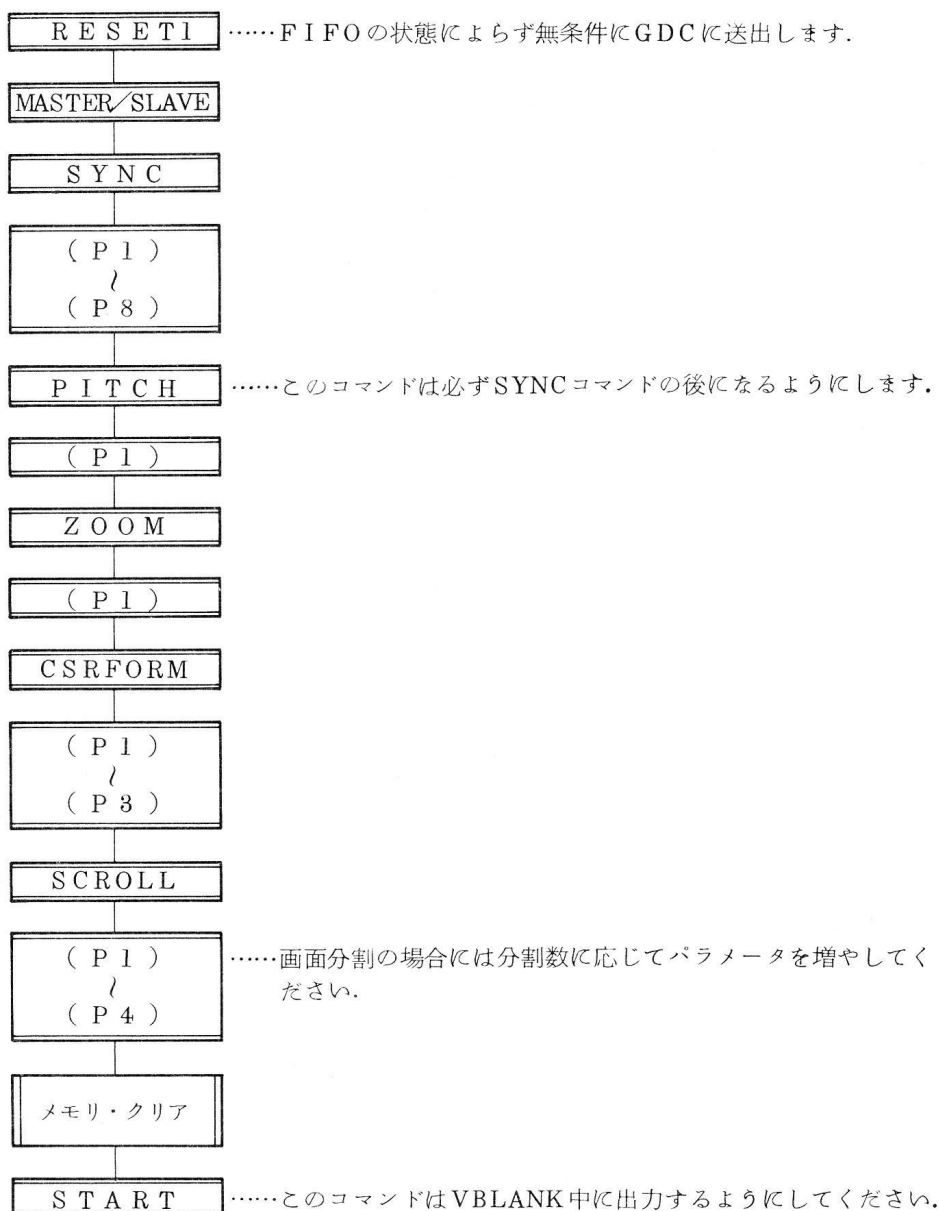 RESET1 ……FIFOの状態によらず無条件にGDCに送出します.
MASTER/SLAVE
SYNC
(P1)
~
(P8)
PITCH ……このコマンドは必ずSYNCコマンドの後になるようにします.
(P1)
ZOOM
(P1)
CSRFORM
(P1)
~
(P3)
SCROLL
(P1) ……画面分割の場合には分割数に応じてパラメータを増やしてく
~ ださい.
(P4)
メモリ・クリア
START ……このコマンドはVBLANK中に出力するようにしてください.